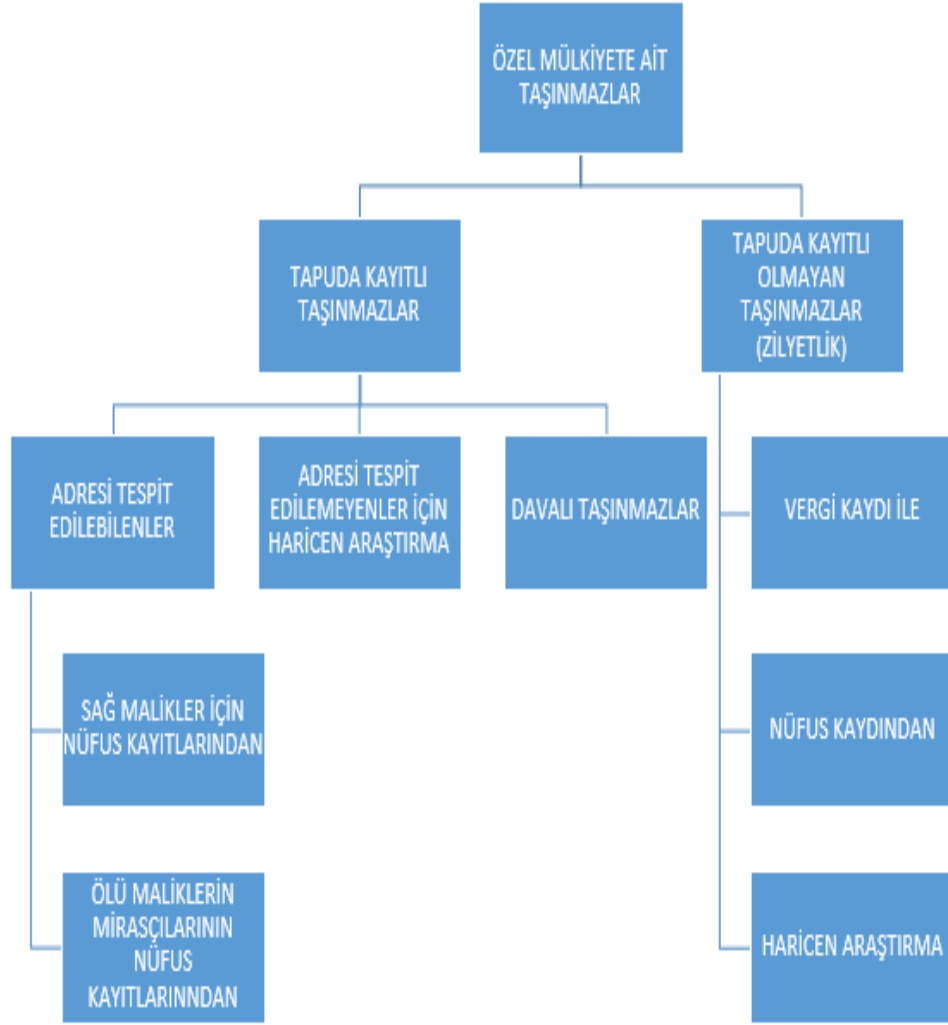 ÖZEL MÜLKİYETE AİT
TAŞINMAZLAR
TAPUDA KAYITLI
TAŞINMAZLAR
TAPUDA KAYITLI
OLMAYAN
TAŞINMAZLAR
(ZİLYETLİK)
ADRESİ TESPİT
EDİLEBİLENLER
ADRESİ TESPİT
EDİLEMEYENLER İÇİN
HARİCEN ARAŞTIRMA
DAVALI TAŞINMAZLAR
VERGİ KAYDI İLE
SAĞ MALİKLER İÇİN
NÜFUS KAYITLARINDAN
NÜFUS KAYDINDAN
ÖLÜ MALİKLERİN
MİRASÇILARININ
NÜFUS
KAYITLARINNDAN
HARİCEN ARAŞTIRMA